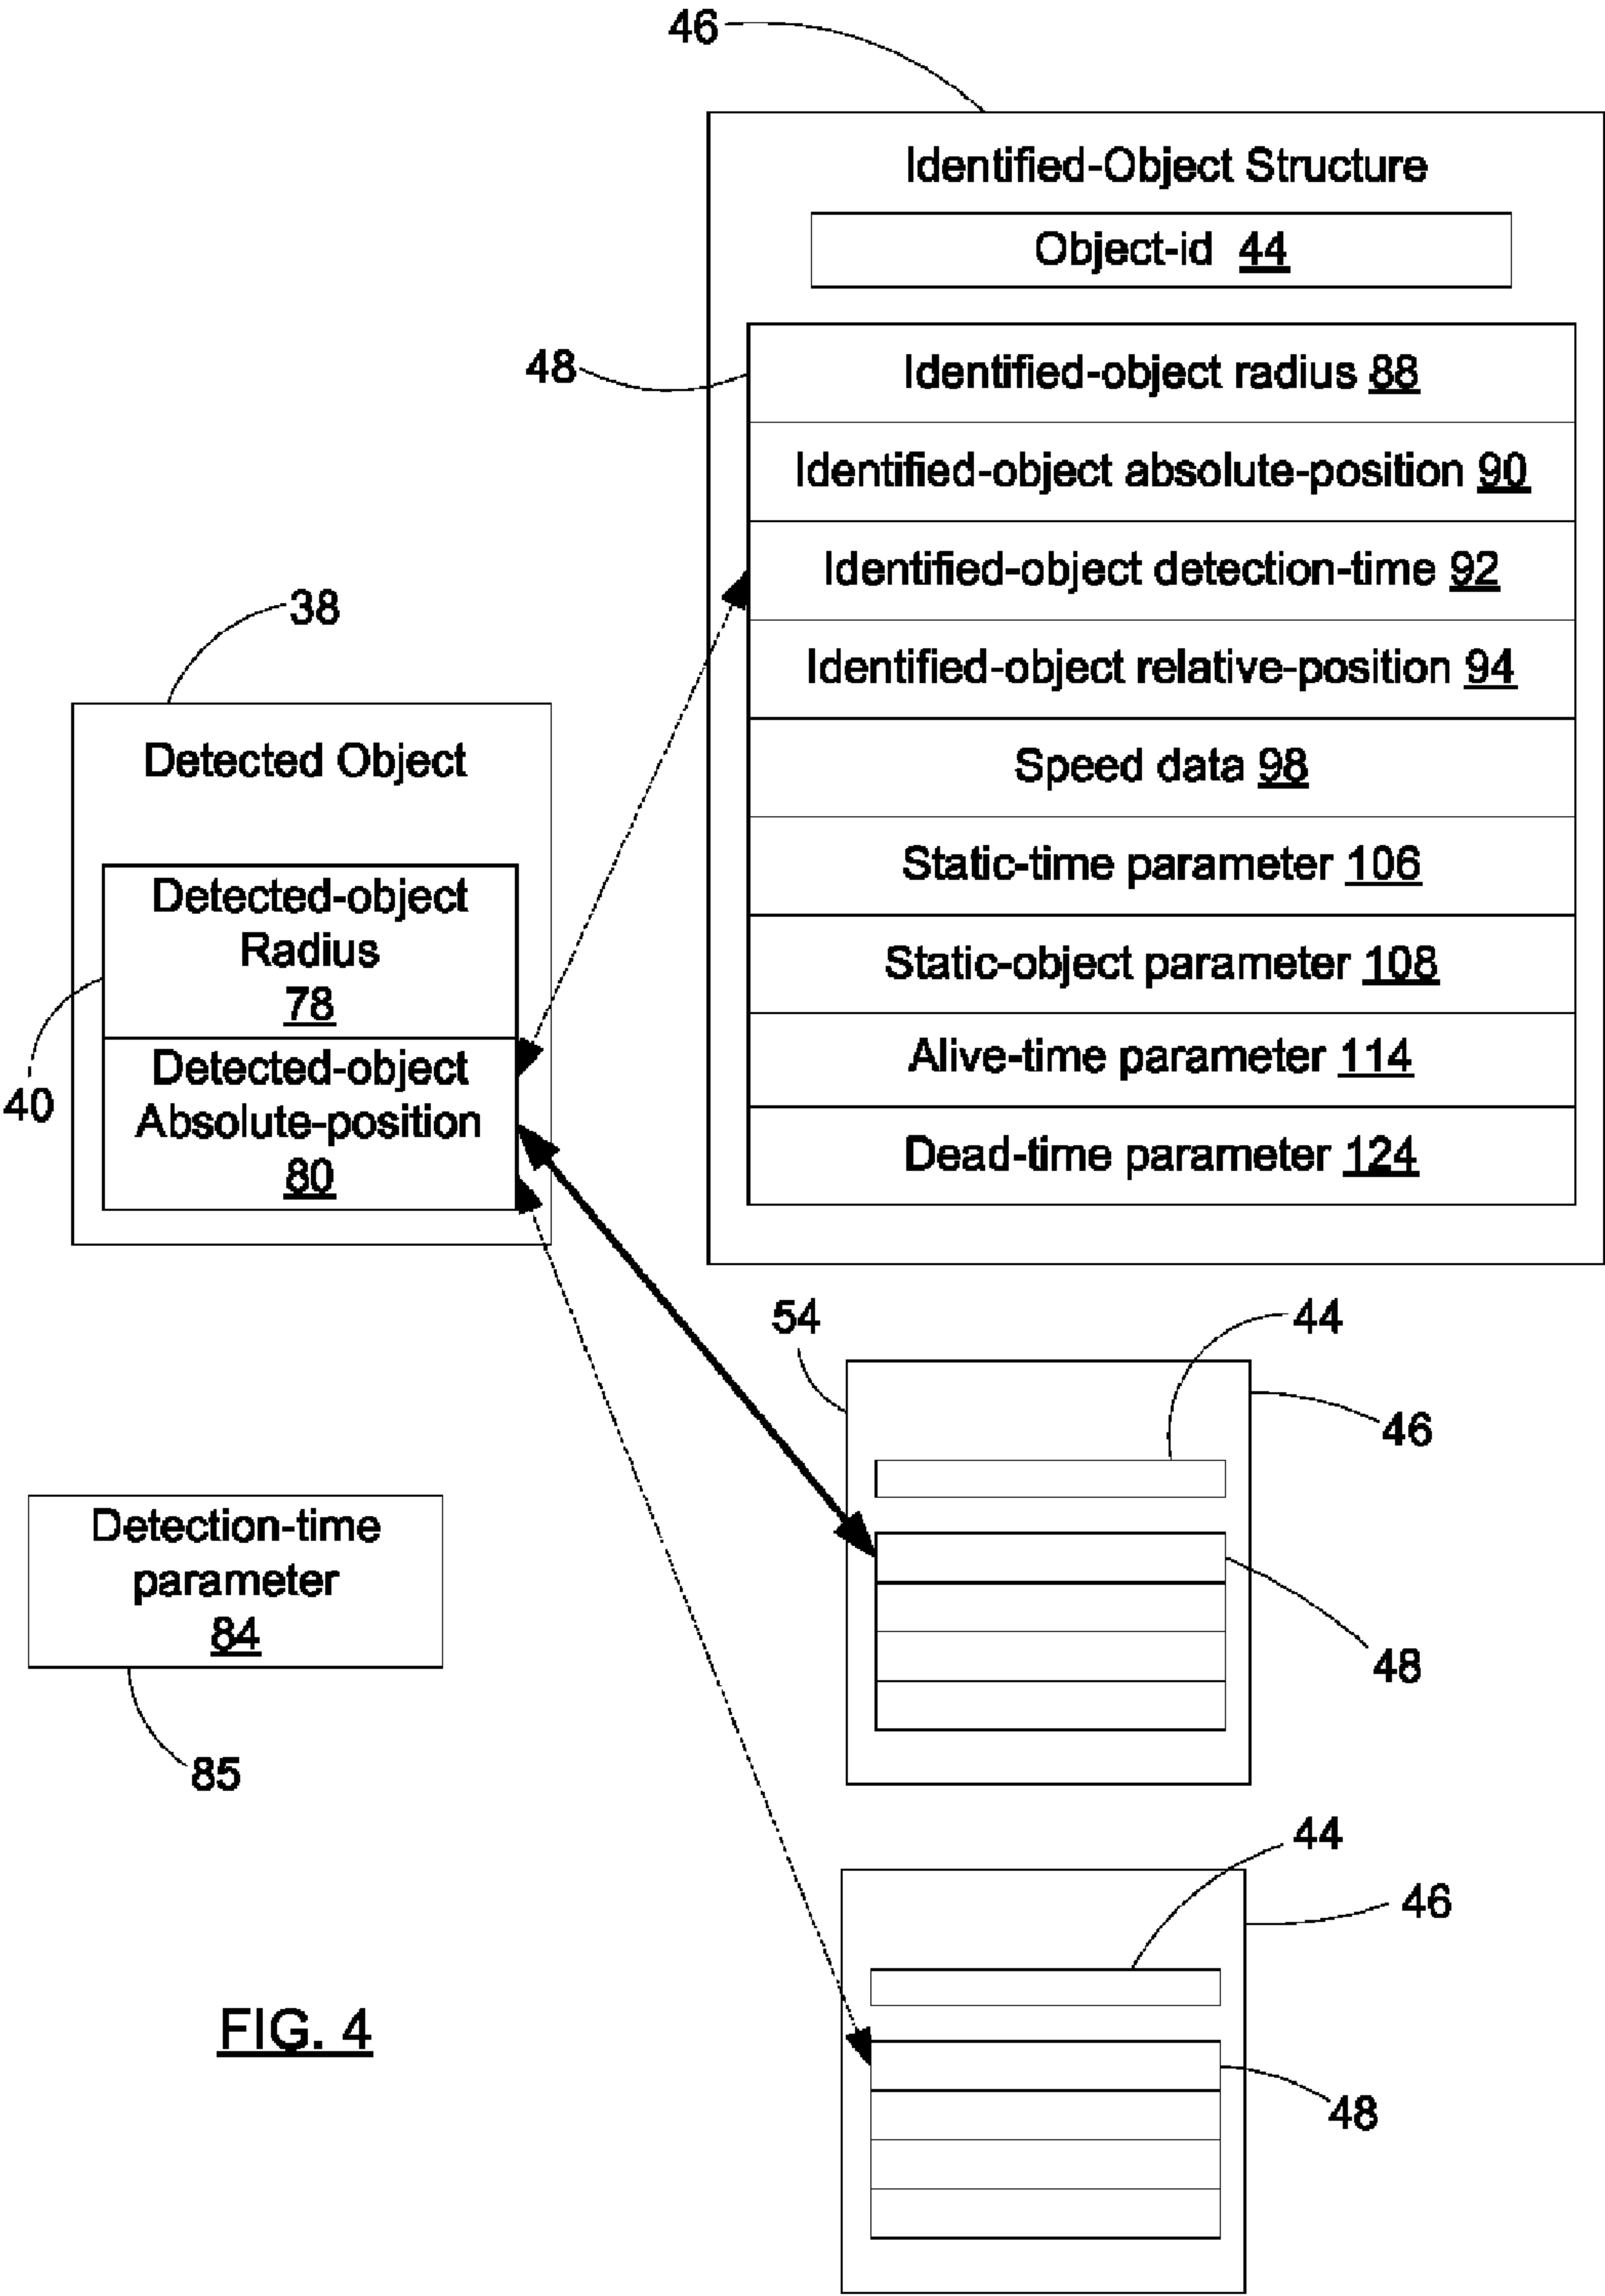 46
Identified-Object Structure
Object-id 44
48
Identified-object radius 88
Identified-object absolute-position 90
Identified-object detection-time 92
Identified-object relative-position 94
Speed data 98
Static-time parameter 106
Static-object parameter 108
Alive-time parameter 114
Dead-time parameter 124
38
Detected Object
Detected-object
Radius
78
40
Detected-object
Absolute-position
80
54
44
46
48
Detection-time
parameter
84
85
44
46
48
FIG. 4